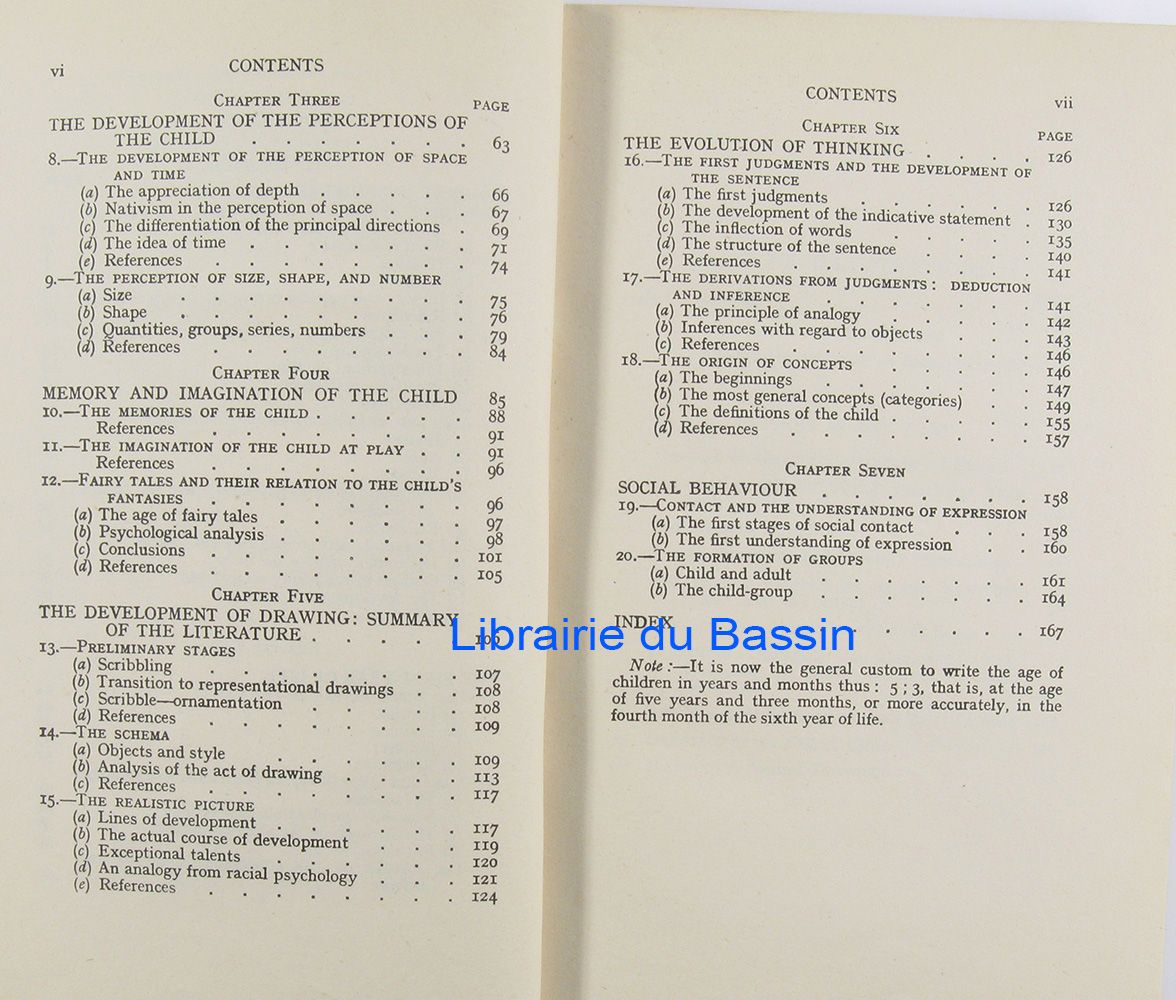 vi CONTENTS
CHAPTER THREE PAGE
THE DEVELOPMENT OF THE PERCEPTIONS OF
THE CHILD . . . . . . . 63
8.—THE DEVELOPMENT OF THE PERCEPTION OF SPACE
AND TIME
(a) The appreciation of depth . . . . 66
(b) Nativism in the perception of space . . . 67
(c) The differentiation of the principal directions . 69
(d) The idea of time . . . . . . 71
(e) References . . . . . . . 74
9.—THE PERCEPTION OF SIZE, SHAPE, AND NUMBER
(a) Size . . . . . . . . 75
(b) Shape . . . . . . . . 76
(c) Quantities, groups, series, numbers . . . 79
(d) References . . . . . . . 84
CHAPTER FOUR
MEMORY AND IMAGINATION OF THE CHILD 85
10.—THE MEMORIES OF THE CHILD . . . . . 88
References . . . . . . . 91
11.—THE IMAGINATION OF THE CHILD AT PLAY . . 91
References . . . . . . . 96
12.—FAIRY TALES AND THEIR RELATION TO THE CHILD'S
FANTASIES . . . . . . . 96
(a) The age of fairy tales . . . . . 97
(b) Psychological analysis . . . . . 98
(c) Conclusions . . . . . . . 101
(d) References . . . . . . . 105
CHAPTER FIVE
THE DEVELOPMENT OF DRAWING: SUMMARY
OF THE LITERATURE . . . .
13.—PRELIMINARY STAGES
(a) Scribbling . . . . . . . 107
(b) Transition to representational drawings . . 108
(c) Scribble—ornamentation . . . . 108
(d) References . . . . . . . 109
14.—THE SCHEMA
(a) Objects and style . . . . . . 109
(b) Analysis of the act of drawing . . . . 113
(c) References . . . . . . . 117
15.—THE REALISTIC PICTURE
(a) Lines of development . . . . . 117
(b) The actual course of development . . . 119
(c) Exceptional talents . . . . . 120
(d) An analogy from racial psychology . . . 121
(e) References . . . . . . . 124
CONTENTS vii
CHAPTER SIX PAGE
THE EVOLUTION OF THINKING . . . . 126
16.—THE FIRST JUDGMENTS AND THE DEVELOPMENT OF
THE SENTENCE
(a) The first judgments . . . . . . 126
(b) The development of the indicative statement . 130
(c) The inflection of words . . . . . 135
(d) The structure of the sentence . . . . 140
(e) References . . . . . . . 141
17.—THE DERIVATIONS FROM JUDGMENTS: DEDUCTION
AND INFERENCE . . . . . . 141
(a) The principle of analogy . . . . . 142
(b) Inferences with regard to objects . . . 143
(c) References . . . . . . . 146
18.—THE ORIGIN OF CONCEPTS . . . . . 146
(a) The beginnings . . . . . . 147
(b) The most general concepts (categories) . . 149
(c) The definitions of the child . . . . . 155
(d) References . . . . . . . 157
CHAPTER SEVEN
SOCIAL BEHAVIOUR . . . . . . . 158
19.—CONTACT AND THE UNDERSTANDING OF EXPRESSION
(a) The first stages of social contact . . . 158
(b) The first understanding of expression . . 160
20.—THE FORMATION OF GROUPS
(a) Child and adult . . . . . . . 161
(b) The child-group . . . . . . . 164
INDEX . . . . . . . 167
Librairie du Bassin
Note:—It is now the general custom to write the age of
children in years and months thus: 5 ; 3, that is, at the age
of five years and three months, or more accurately, in the
fourth month of the sixth year of life.